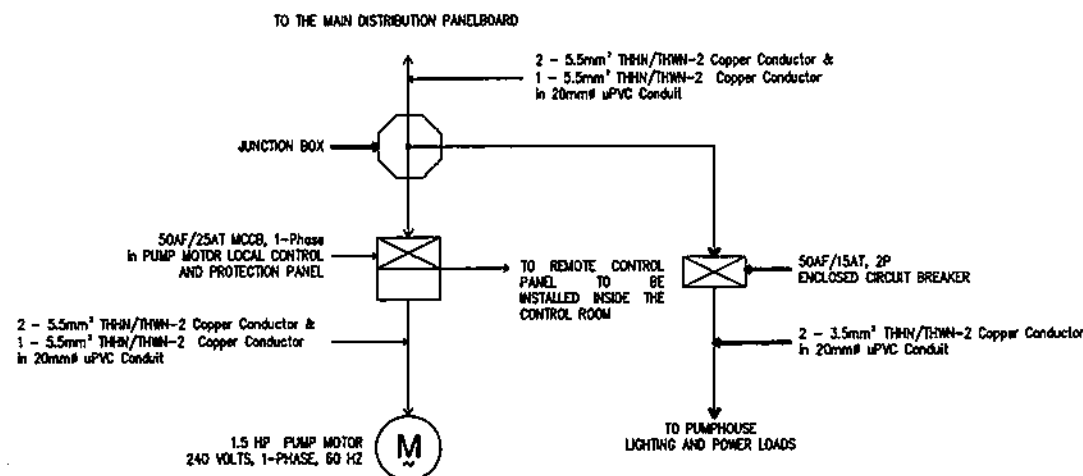 TO THE MAIN DISTRIBUTION PANELBOARD
2 - 5.5mm² THHN/THWN-2 Copper Conductor &
1 - 5.5mm² THHN/THWN-2 Copper Conductor
in 20mmø uPVC Conduit
JUNCTION BOX
50AF/25AT MCCB, 1-Phase
in PUMP MOTOR LOCAL CONTROL
AND PROTECTION PANEL
TO REMOTE CONTROL
PANEL TO BE
INSTALLED INSIDE THE
CONTROL ROOM
50AF/15AT, 2P
ENCLOSED CIRCUIT BREAKER
2 - 5.5mm² THHN/THWN-2 Copper Conductor &
1 - 5.5mm² THHN/THWN-2 Copper Conductor
in 20mmø uPVC Conduit
2 - 3.5mm² THHN/THWN-2 Copper Conductor
in 20mmø uPVC Conduit
1.5 HP PUMP MOTOR
240 VOLTS, 1-PHASE, 60 HZ
M
~
TO PUMPHOUSE
LIGHTING AND POWER LOADS